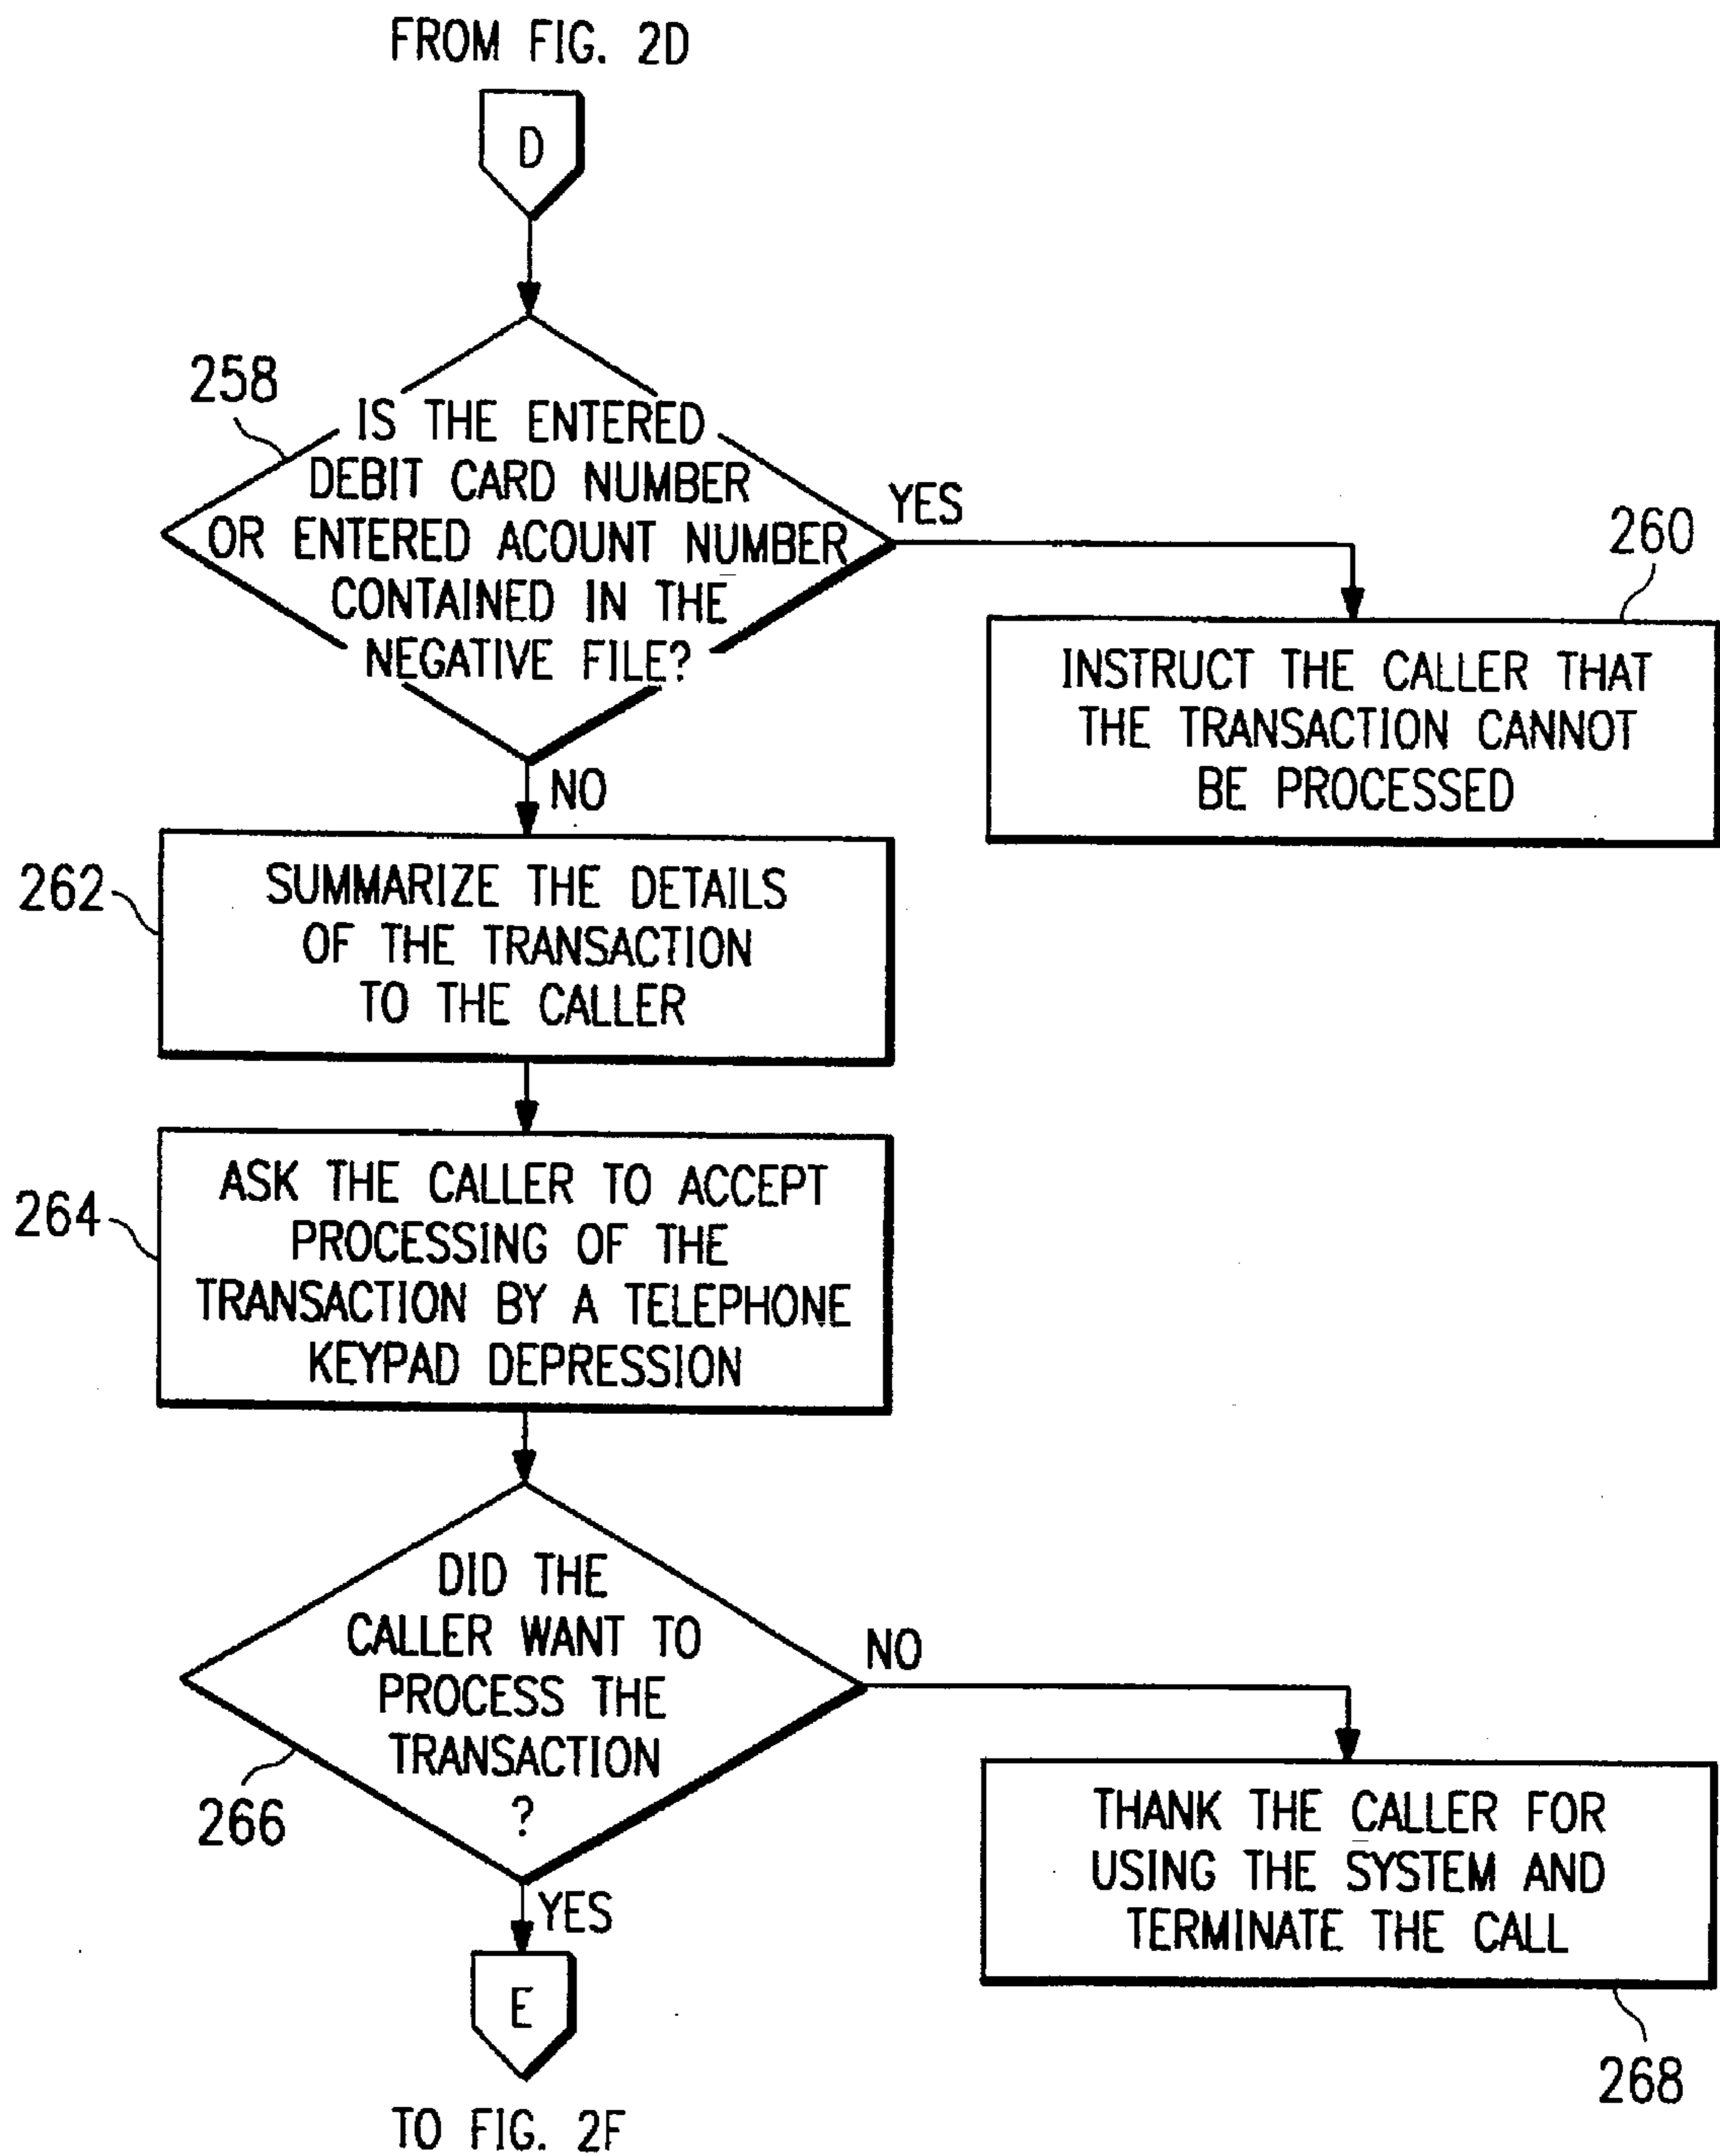 FROM FIG. 2D
D
258
IS THE ENTERED
DEBIT CARD NUMBER
OR ENTERED ACOUNT NUMBER
CONTAINED IN THE
NEGATIVE FILE?
YES
260
INSTRUCT THE CALLER THAT
THE TRANSACTION CANNOT
BE PROCESSED
NO
262
SUMMARIZE THE DETAILS
OF THE TRANSACTION
TO THE CALLER
264
ASK THE CALLER TO ACCEPT
PROCESSING OF THE
TRANSACTION BY A TELEPHONE
KEYPAD DEPRESSION
DID THE
CALLER WANT TO
PROCESS THE
TRANSACTION
?
266
NO
THANK THE CALLER FOR
USING THE SYSTEM AND
TERMINATE THE CALL
268
YES
E
TO FIG. 2F